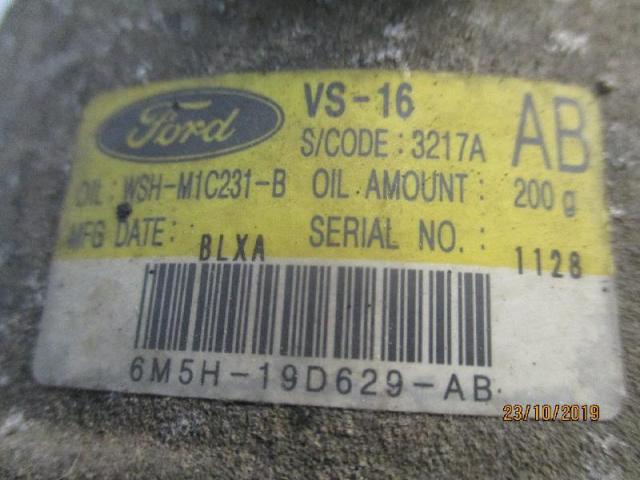 Ford VS-16 AB
S/CODE : 3217A
OIL : WSH-M1C231-B OIL AMOUNT : 200 g
MFG DATE: BLXA SERIAL NO. : 1128
6M5H-19D629-AB
23/10/2019